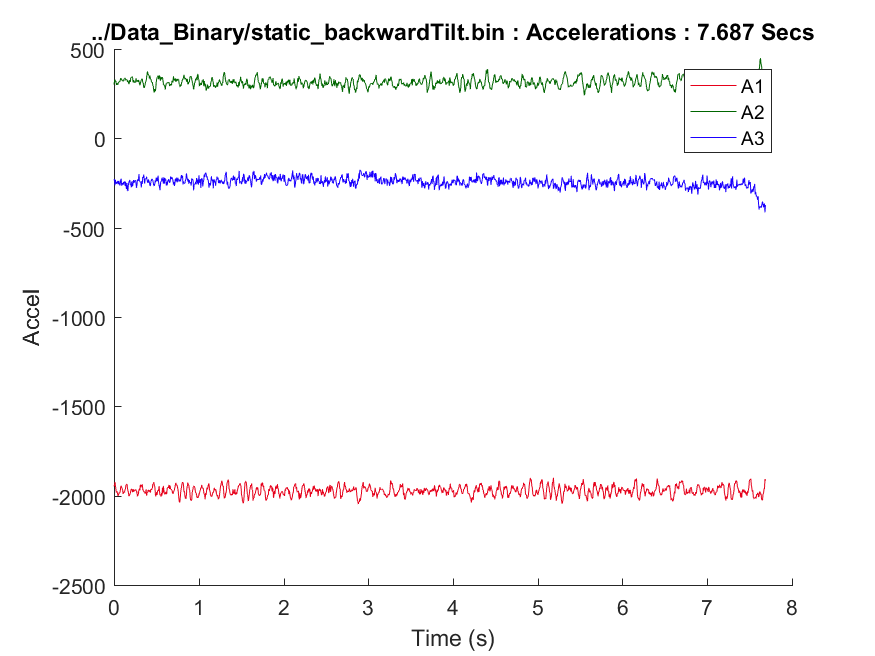 ../Data_Binary/static_backwardTilt.bin : Accelerations : 7.687 Secs
500
0
-500
-1000
-1500
-2000
-2500
Accel
A1
A2
A3
0 1 2 3 4 5 6 7 8
Time (s)